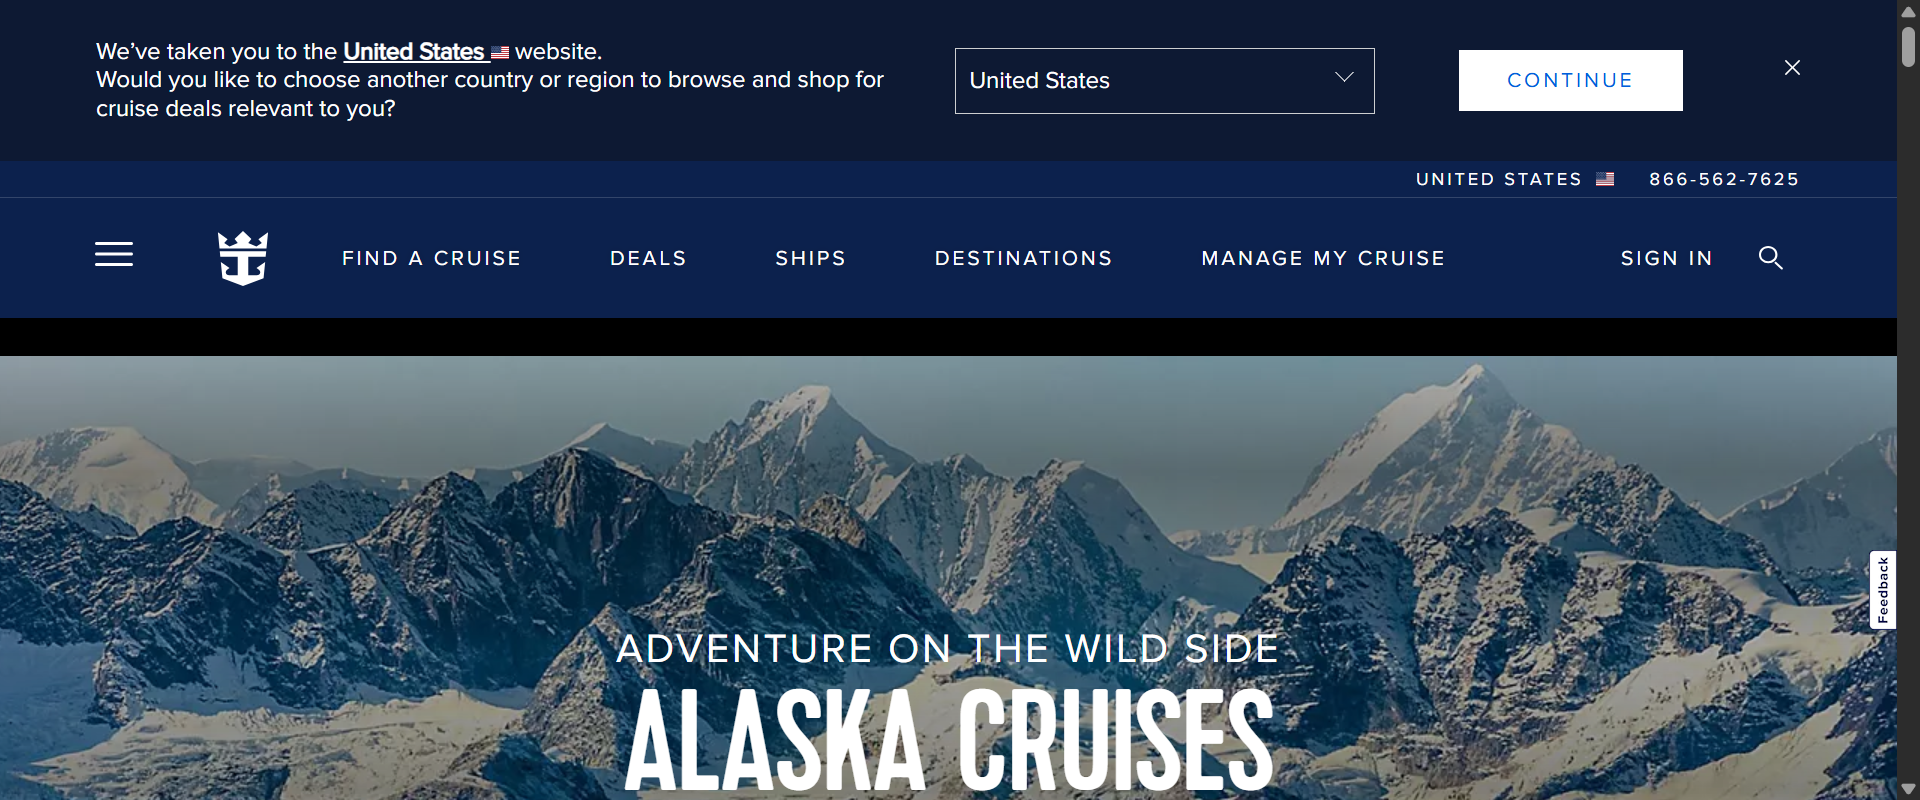 We’ve taken you to the United States website.
Would you like to choose another country or region to browse and shop for
cruise deals relevant to you?
United States
CONTINUE
UNITED STATES
866-562-7625
FIND A CRUISE
DEALS
SHIPS
DESTINATIONS
MANAGE MY CRUISE
SIGN IN
Feedback
ADVENTURE ON THE WILD SIDE
ALASKA CRUISES